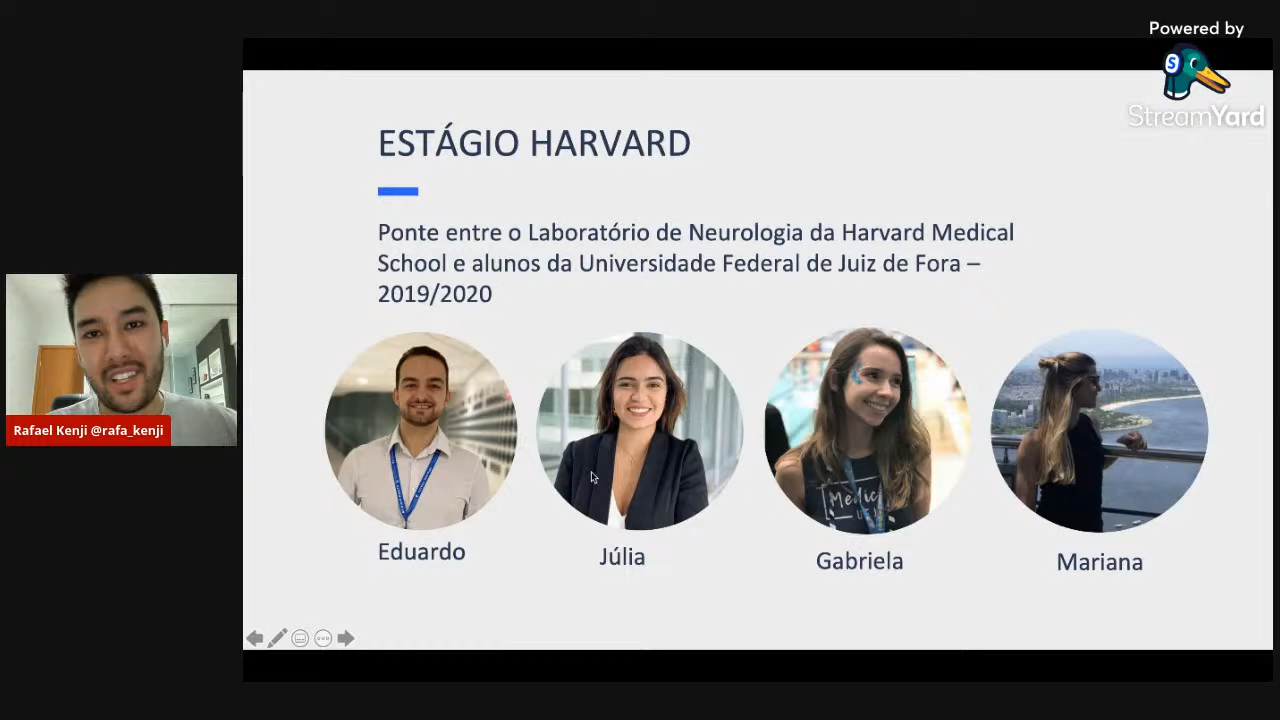 Powered by
S
StreamYard
ESTÁGIO HARVARD
Ponte entre o Laboratório de Neurologia da Harvard Medical
School e alunos da Universidade Federal de Juiz de Fora –
2019/2020
Rafael Kenji @rafa_kenji
Medic
Eduardo
Júlia
Gabriela
Mariana